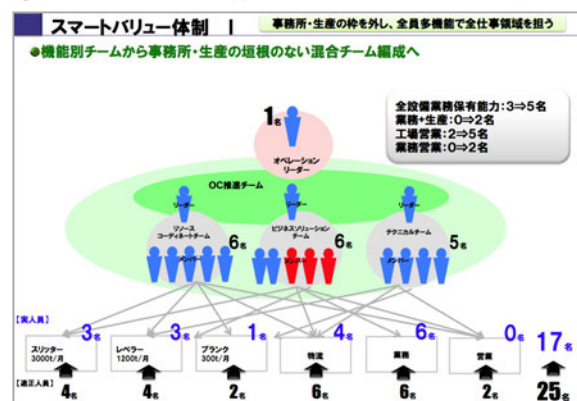 スマートバリュー体制 Ⅰ
事務所・生産の枠を外し、全員多機能で全仕事領域を担う
●機能別チームから事務所・生産の垣根のない混合チーム編成へ
1名
オペレーション
リーダー
全設備業務保有能力:3⇒5名
業務+生産:0⇒2名
工場営業:2⇒5名
業務営業:0⇒2名
OC推進チーム
リーダー
リーダー
リーダー
リソース
コーディネートチーム
6名
ビジネスソリューション
チーム
6名
テクニカルチーム
5名
メンバー
メンバー
メンバー
【実人員】
3名
3名
1名
4名
6名
0名
17名
スリッター
3000t/月
レベラー
1200t/月
ブランク
300t/月
物流
業務
営業
【適正人員】
4名
4名
2名
6名
6名
2名
25名